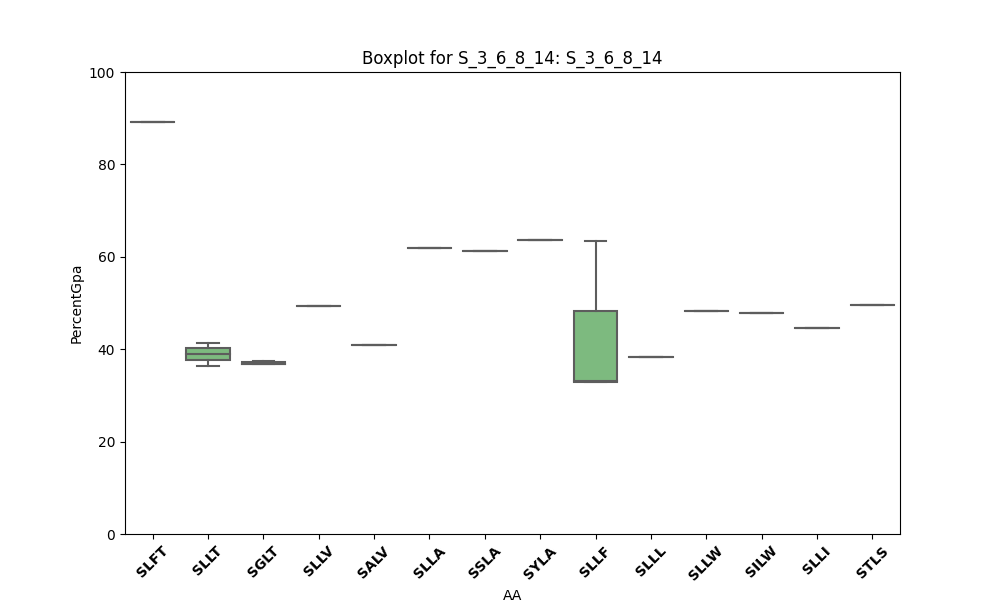 Boxplot for S_3_6_8_14: S_3_6_8_14
PercentGpa
100
80
60
40
20
0
SLFT SLLT SGLT SLLV SALV SLLA SSLA SYLA SLLF SLLL SLLW SILW SLLI STLS
AA